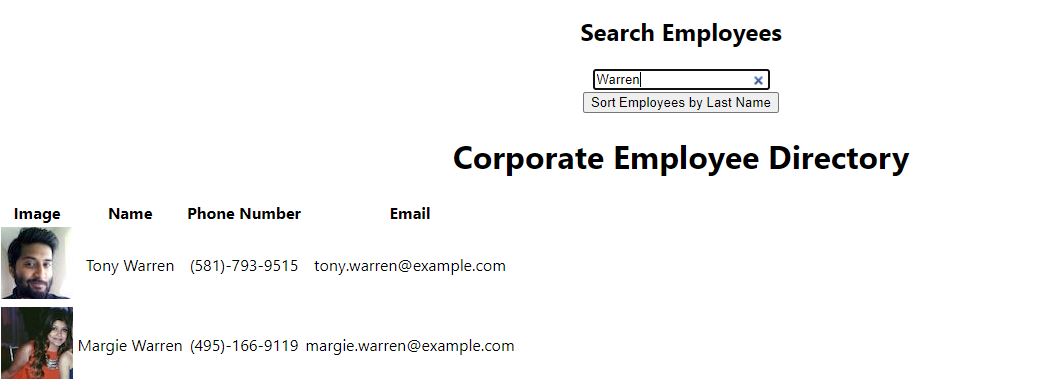 Search Employees
Warren
Sort Employees by Last Name
Corporate Employee Directory
Image Name Phone Number Email
Tony Warren (581)-793-9515 tony.warren@example.com
Margie Warren (495)-166-9119 margie.warren@example.com